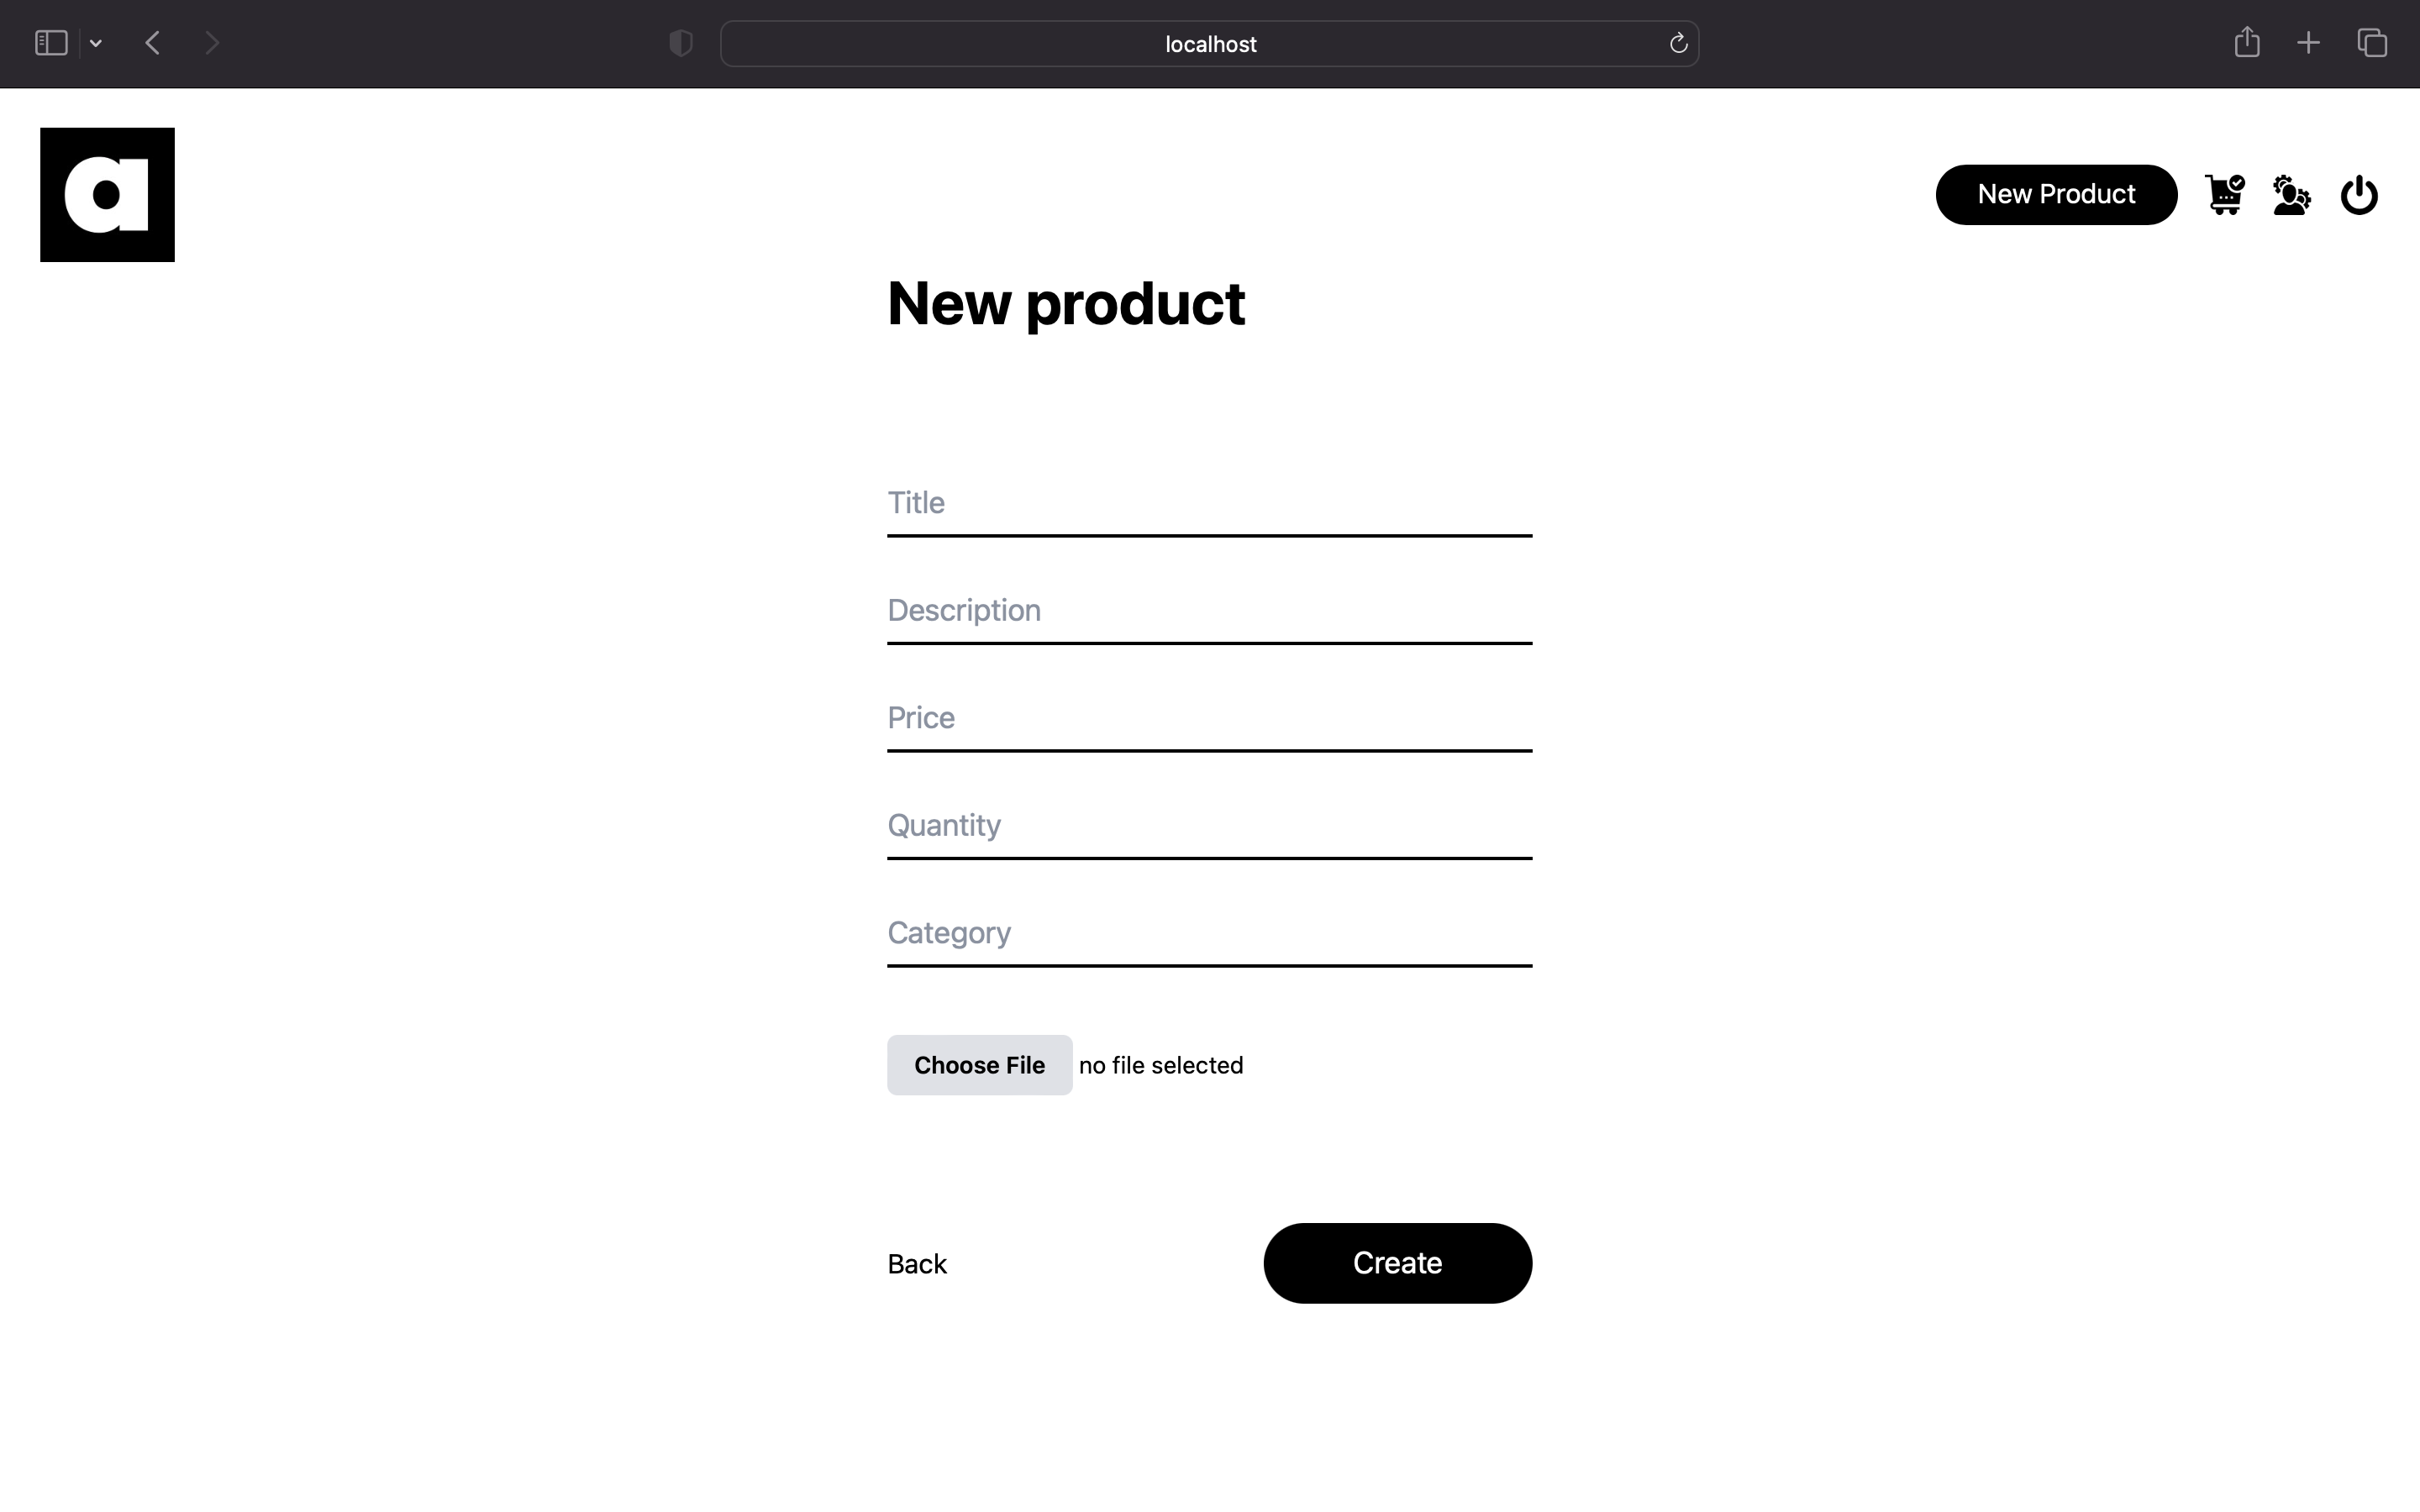 localhost
a
New Product
New product
Title
Description
Price
Quantity
Category
Choose File no file selected
Back Create